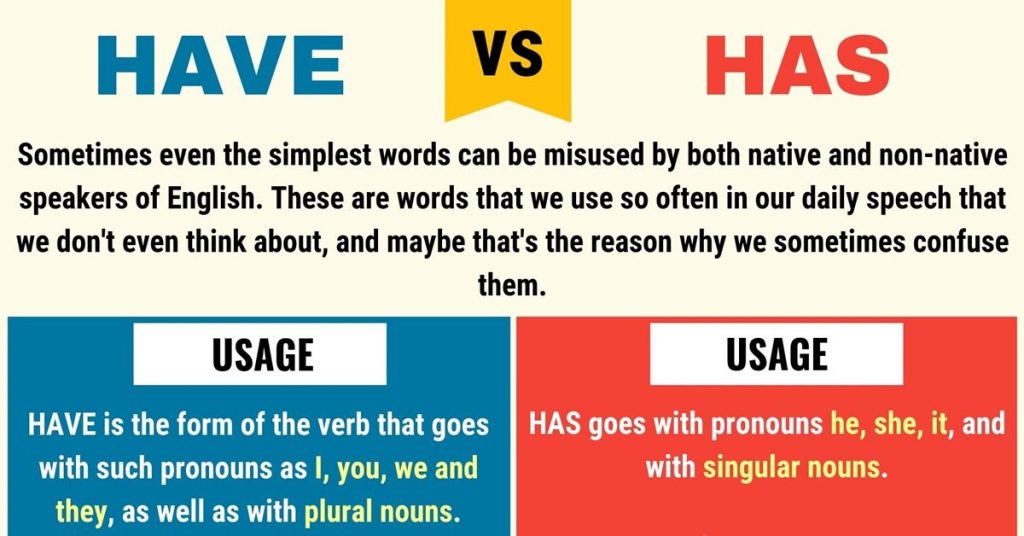 HAVE VS HAS
Sometimes even the simplest words can be misused by both native and non-native
speakers of English. These are words that we use so often in our daily speech that
we don't even think about, and maybe that's the reason why we sometimes confuse
them.
USAGE
HAVE is the form of the verb that goes
with such pronouns as I, you, we and
they, as well as with plural nouns.
USAGE
HAS goes with pronouns he, she, it, and
with singular nouns.